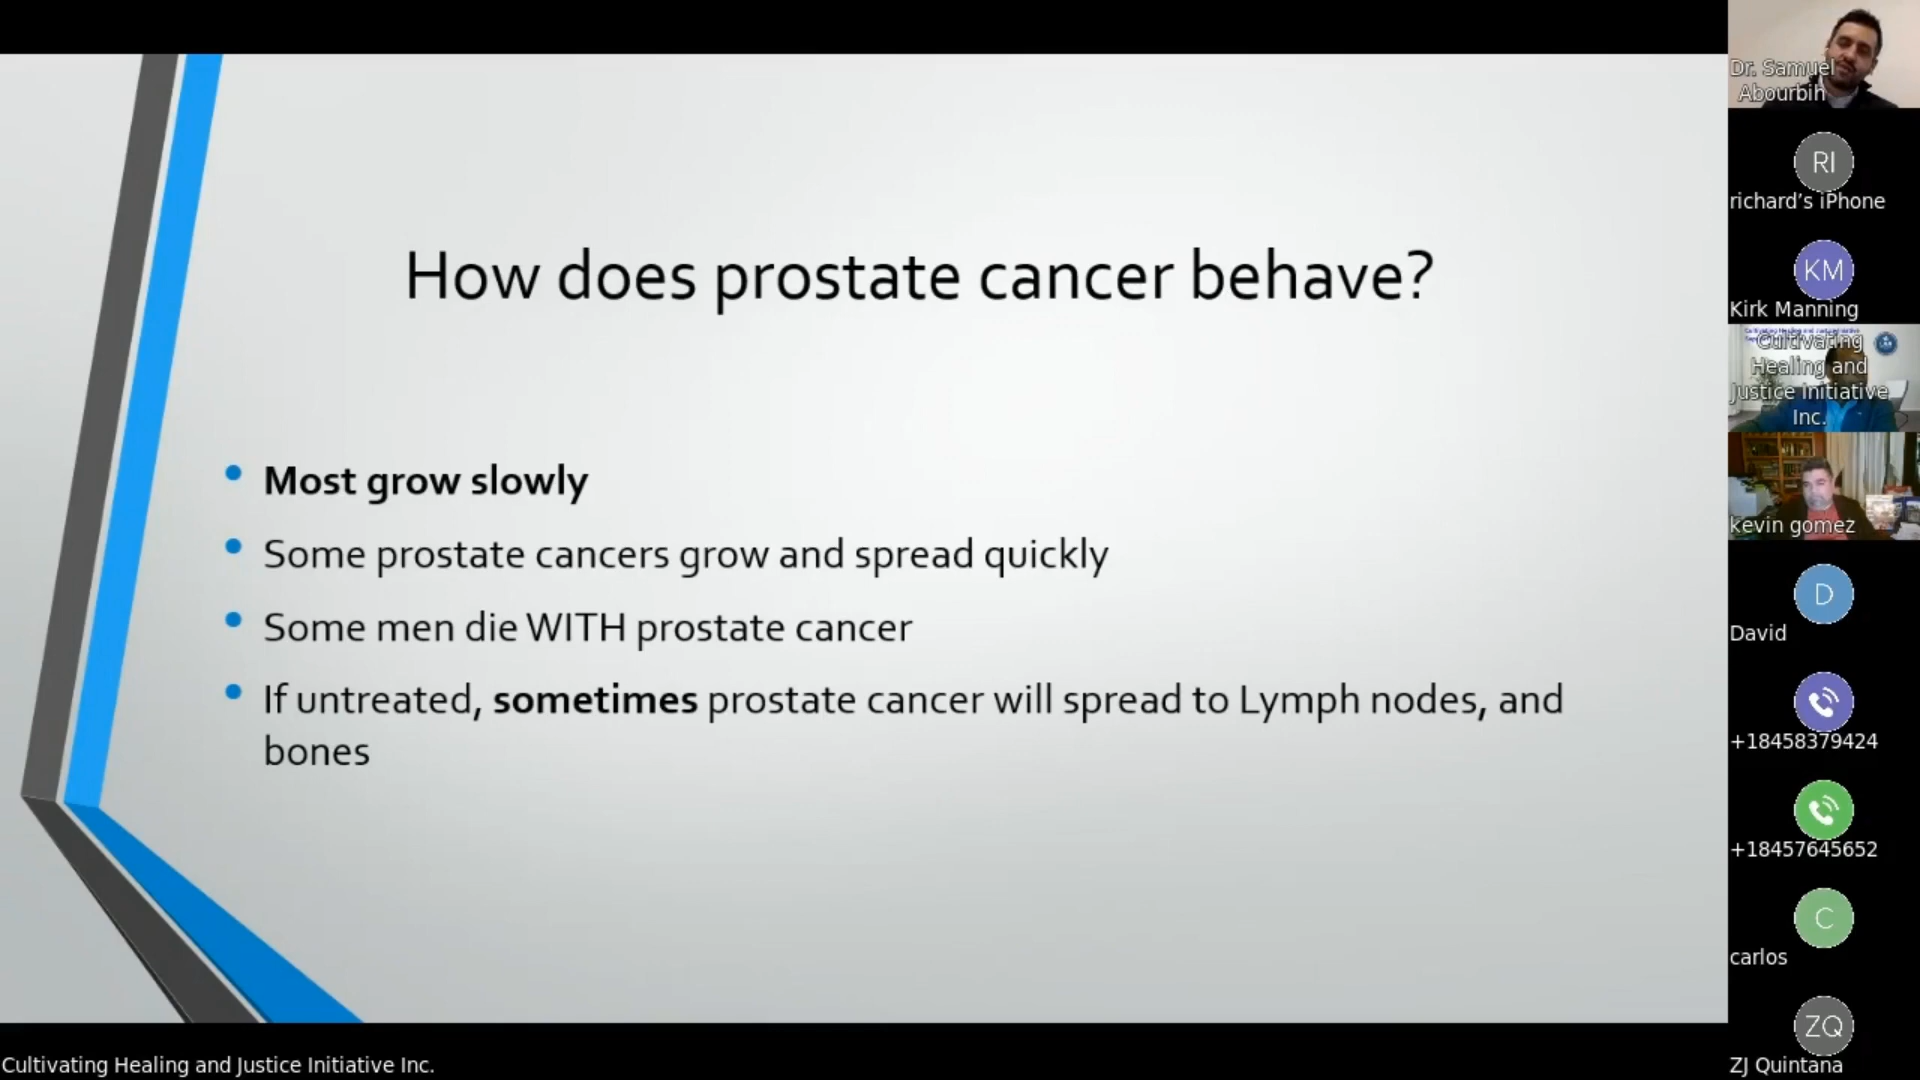 How does prostate cancer behave?
Most grow slowly
Some prostate cancers grow and spread quickly
Some men die WITH prostate cancer
If untreated, sometimes prostate cancer will spread to Lymph nodes, and
bones
Cultivating Healing and Justice Initiative Inc.
Dr. Samuel
Abourbih
RI
richard’s iPhone
KM
Kirk Manning
Cultivating
Healing and
Justice Initiative
Inc.
kevin gomez
D
David
+18458379424
+18457645652
C
carlos
ZQ
ZJ Quintana